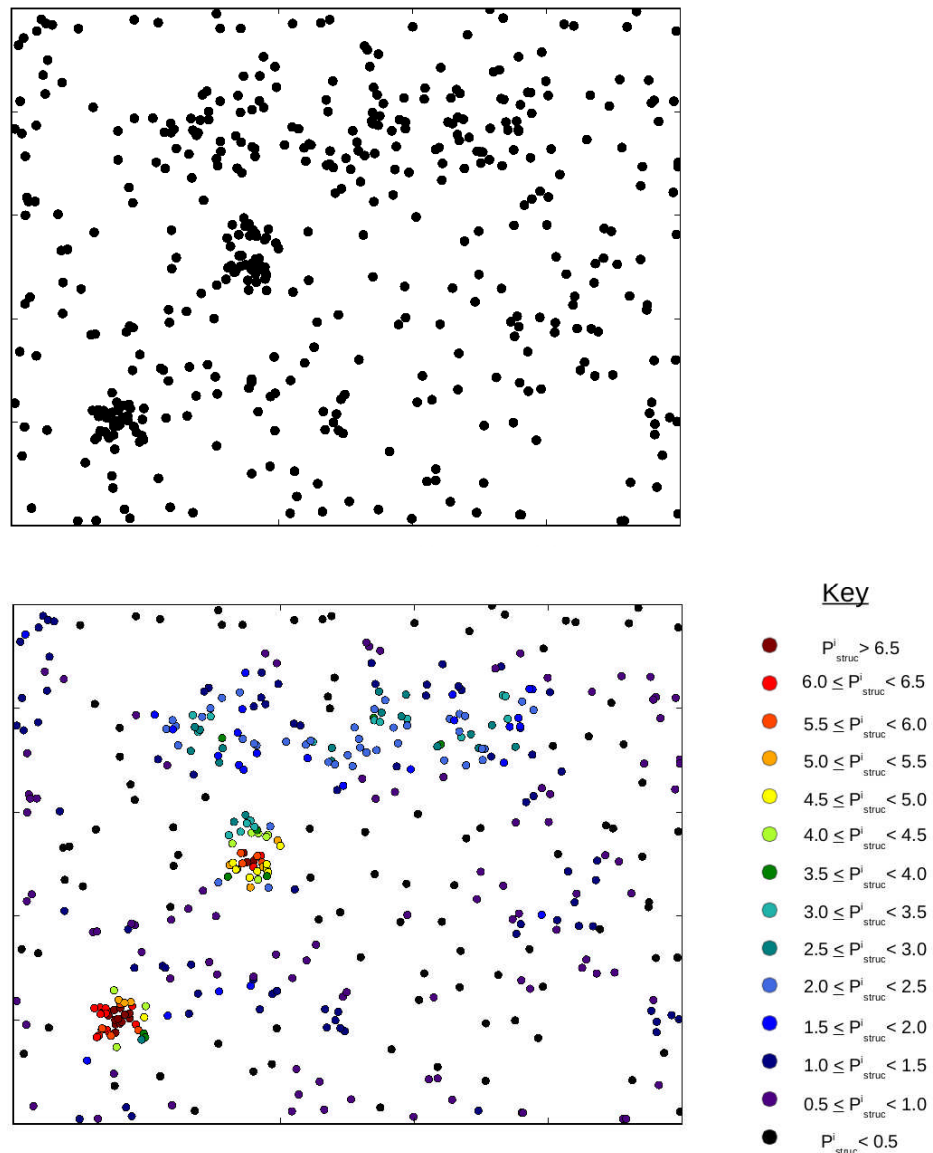 Key
P^i_struc > 6.5
6.0 ≤ P^i_struc < 6.5
5.5 ≤ P^i_struc < 6.0
5.0 ≤ P^i_struc < 5.5
4.5 ≤ P^i_struc < 5.0
4.0 ≤ P^i_struc < 4.5
3.5 ≤ P^i_struc < 4.0
3.0 ≤ P^i_struc < 3.5
2.5 ≤ P^i_struc < 3.0
2.0 ≤ P^i_struc < 2.5
1.5 ≤ P^i_struc < 2.0
1.0 ≤ P^i_struc < 1.5
0.5 ≤ P^i_struc < 1.0
P^i_struc < 0.5